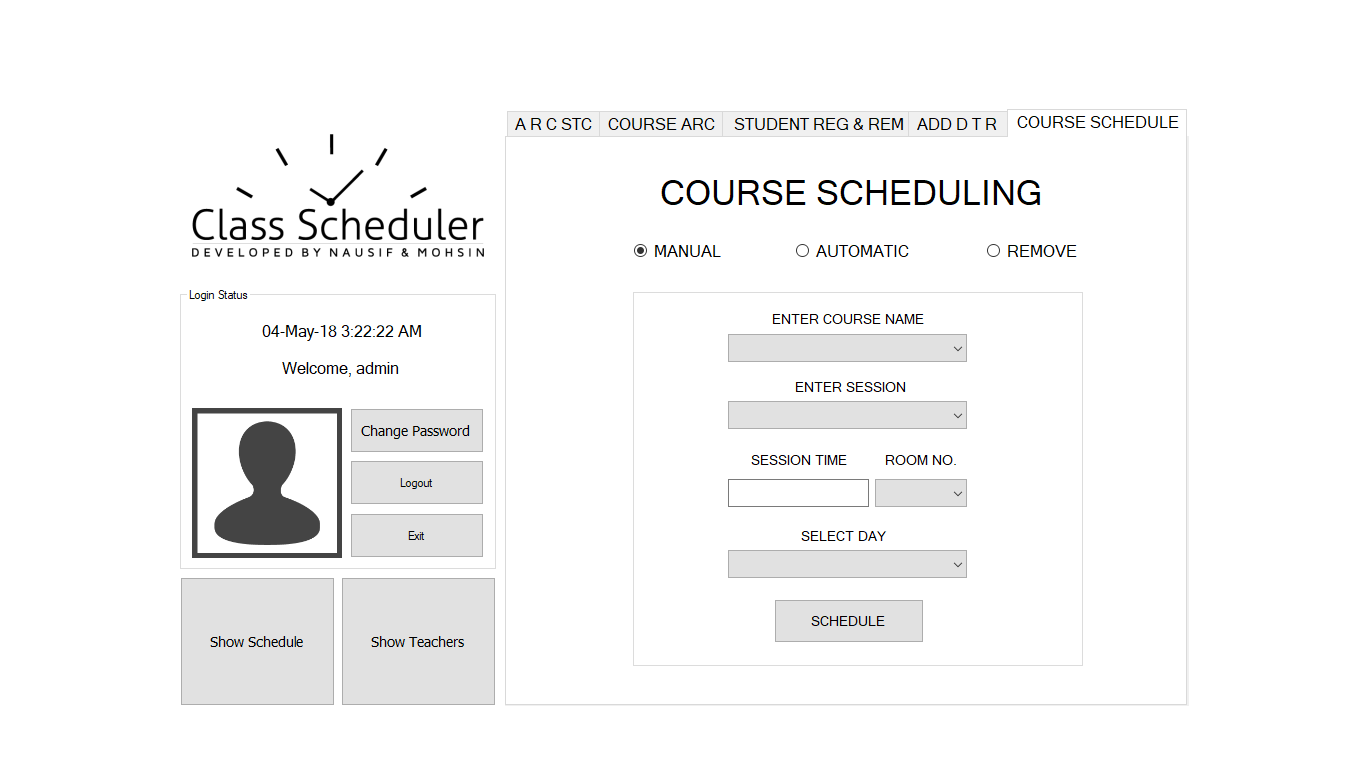 A R C STC
COURSE ARC
STUDENT REG & REM
ADD D T R
COURSE SCHEDULE
Class Scheduler
DEVELOPED BY NAUSIF & MOHSIN
Login Status
04-May-18 3:22:22 AM
Welcome, admin
Change Password
Logout
Exit
Show Schedule
Show Teachers
COURSE SCHEDULING
MANUAL
AUTOMATIC
REMOVE
ENTER COURSE NAME
ENTER SESSION
SESSION TIME
ROOM NO.
SELECT DAY
SCHEDULE